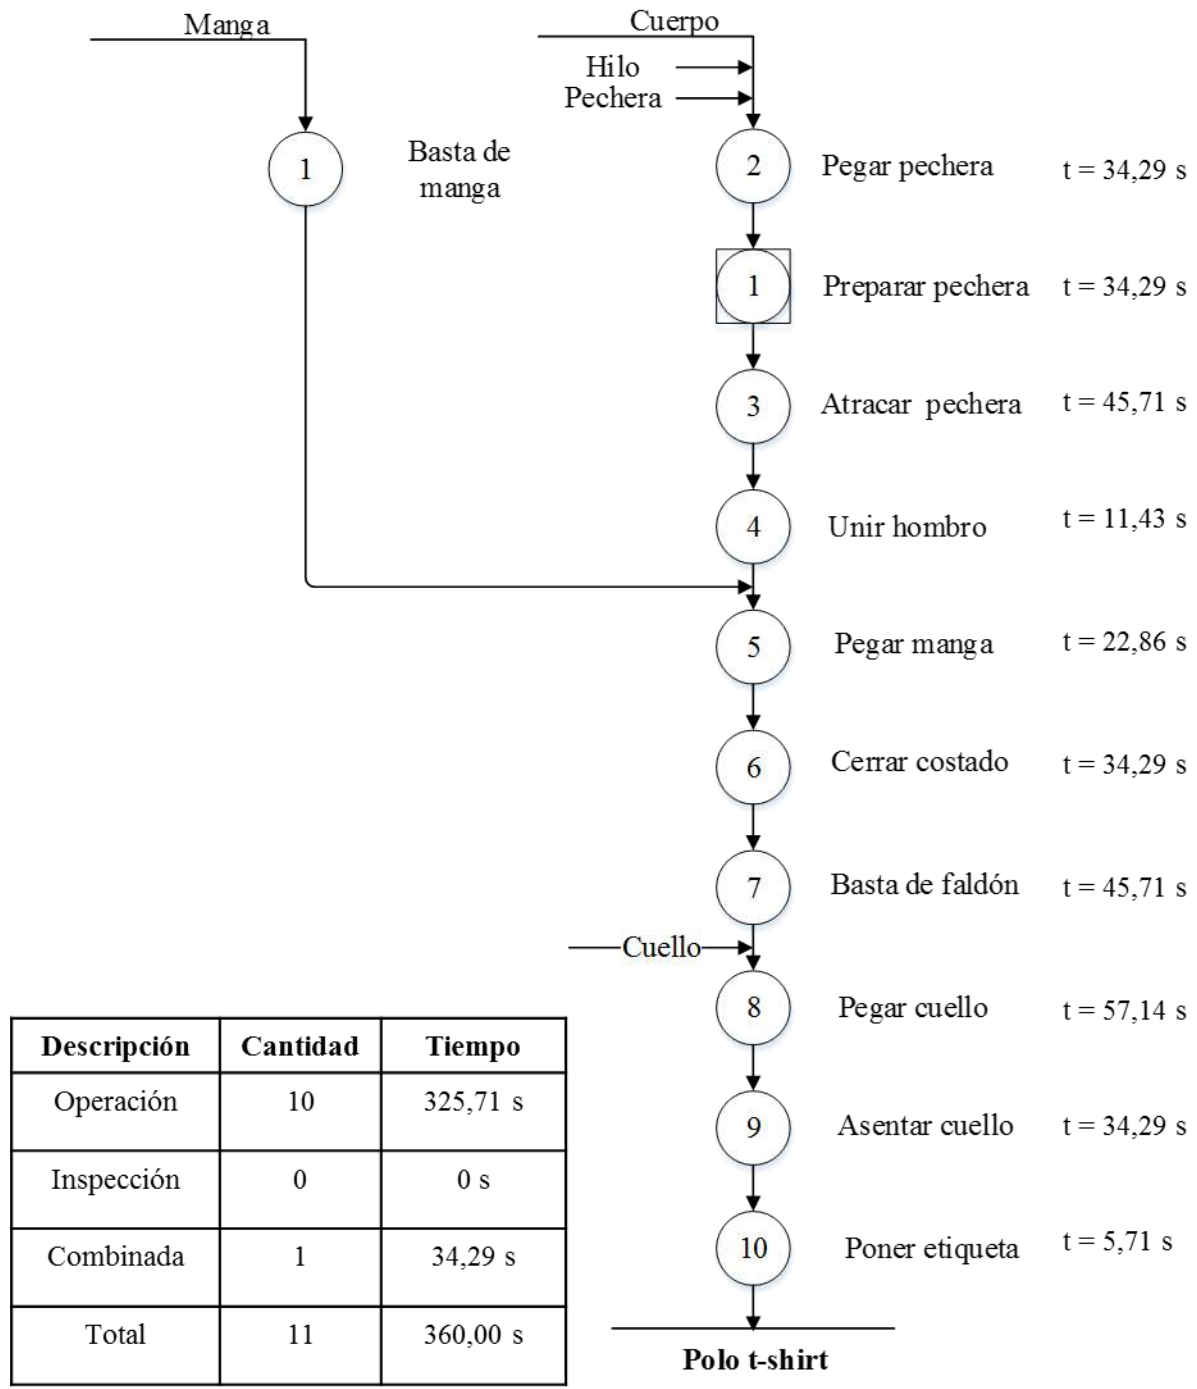 Manga
Cuerpo
Hilo
Pechera
1
Basta de
manga
2 Pegar pechera t = 34,29 s
1 Preparar pechera t = 34,29 s
3 Atracar pechera t = 45,71 s
4 Unir hombro t = 11,43 s
5 Pegar manga t = 22,86 s
6 Cerrar costado t = 34,29 s
7 Basta de faldón t = 45,71 s
Cuello
8 Pegar cuello t = 57,14 s
9 Asentar cuello t = 34,29 s
10 Poner etiqueta t = 5,71 s
Polo t-shirt
Descripción Cantidad Tiempo
Operación 10 325,71 s
Inspección 0 0 s
Combinada 1 34,29 s
Total 11 360,00 s